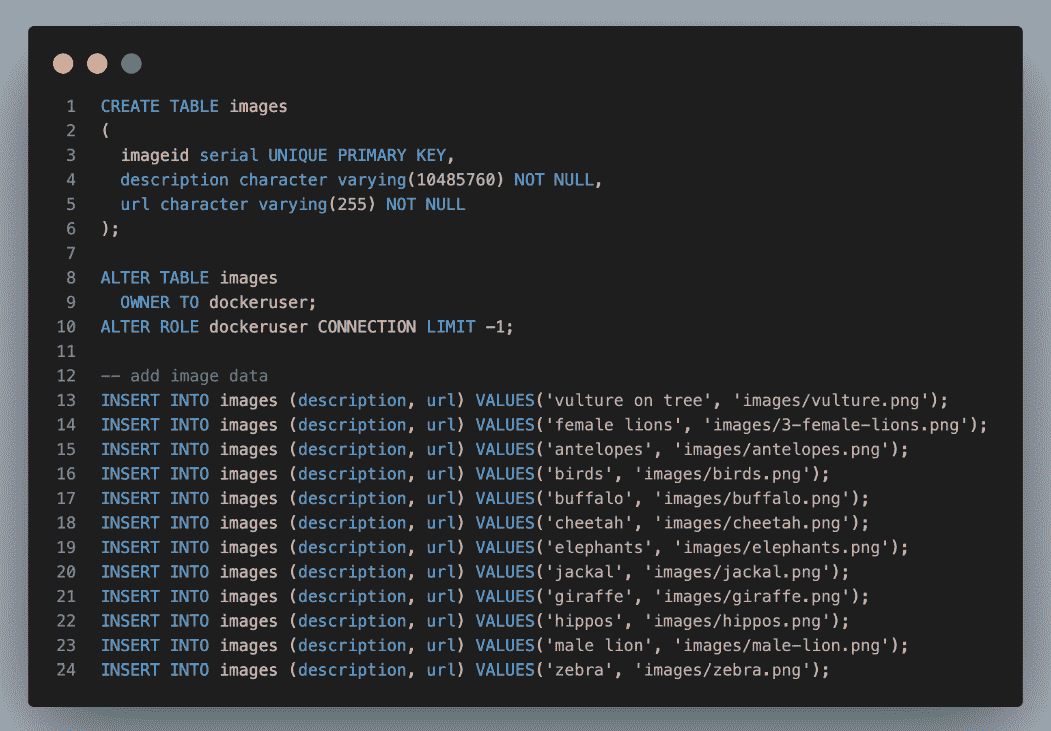 1 CREATE TABLE images
2 (
3 imageid serial UNIQUE PRIMARY KEY,
4 description character varying(10485760) NOT NULL,
5 url character varying(255) NOT NULL
6 );
7
8 ALTER TABLE images
9 OWNER TO dockeruser;
10 ALTER ROLE dockeruser CONNECTION LIMIT -1;
11
12 -- add image data
13 INSERT INTO images (description, url) VALUES('vulture on tree', 'images/vulture.png');
14 INSERT INTO images (description, url) VALUES('female lions', 'images/3-female-lions.png');
15 INSERT INTO images (description, url) VALUES('antelopes', 'images/antelopes.png');
16 INSERT INTO images (description, url) VALUES('birds', 'images/birds.png');
17 INSERT INTO images (description, url) VALUES('buffalo', 'images/buffalo.png');
18 INSERT INTO images (description, url) VALUES('cheetah', 'images/cheetah.png');
19 INSERT INTO images (description, url) VALUES('elephants', 'images/elephants.png');
20 INSERT INTO images (description, url) VALUES('jackal', 'images/jackal.png');
21 INSERT INTO images (description, url) VALUES('giraffe', 'images/giraffe.png');
22 INSERT INTO images (description, url) VALUES('hippos', 'images/hippos.png');
23 INSERT INTO images (description, url) VALUES('male lion', 'images/male-lion.png');
24 INSERT INTO images (description, url) VALUES('zebra', 'images/zebra.png');